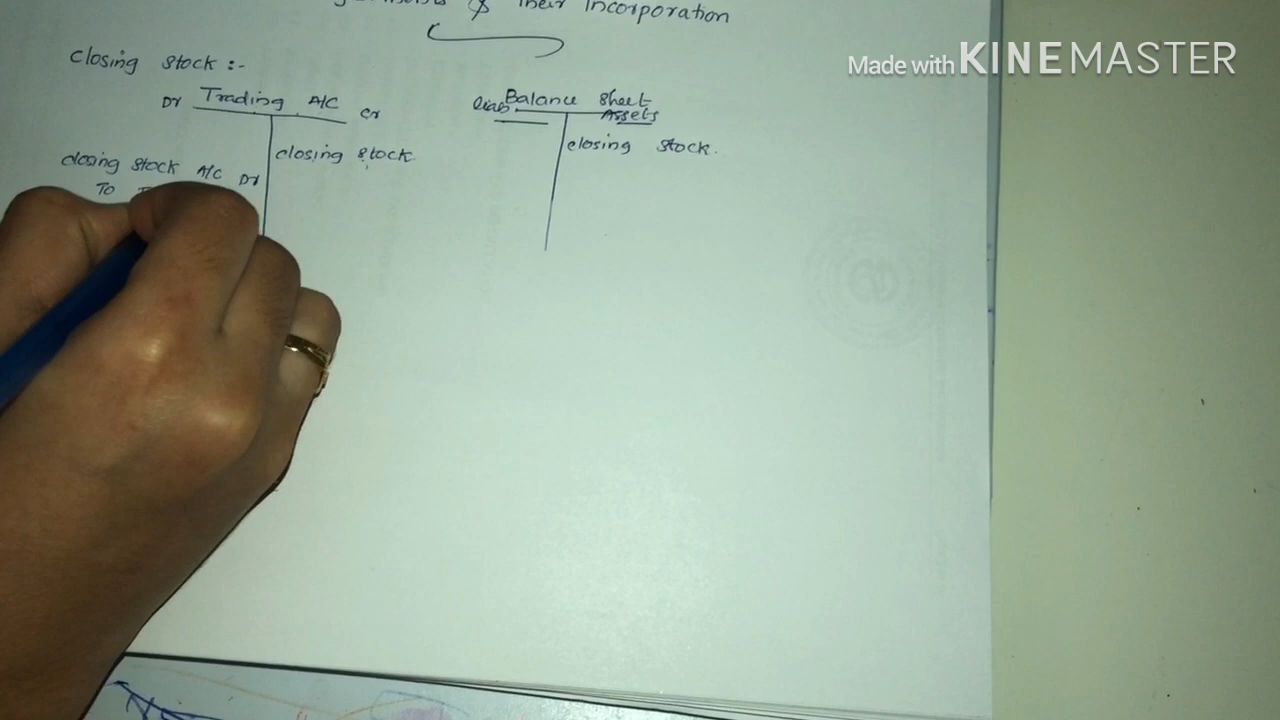 & Their Incorporation
Made with KINEMASTER
closing stock :-
Dr Trading A/C Cr
Liab Balance Sheet
Assets
closing stock
closing stock.
closing stock A/C Dr
To